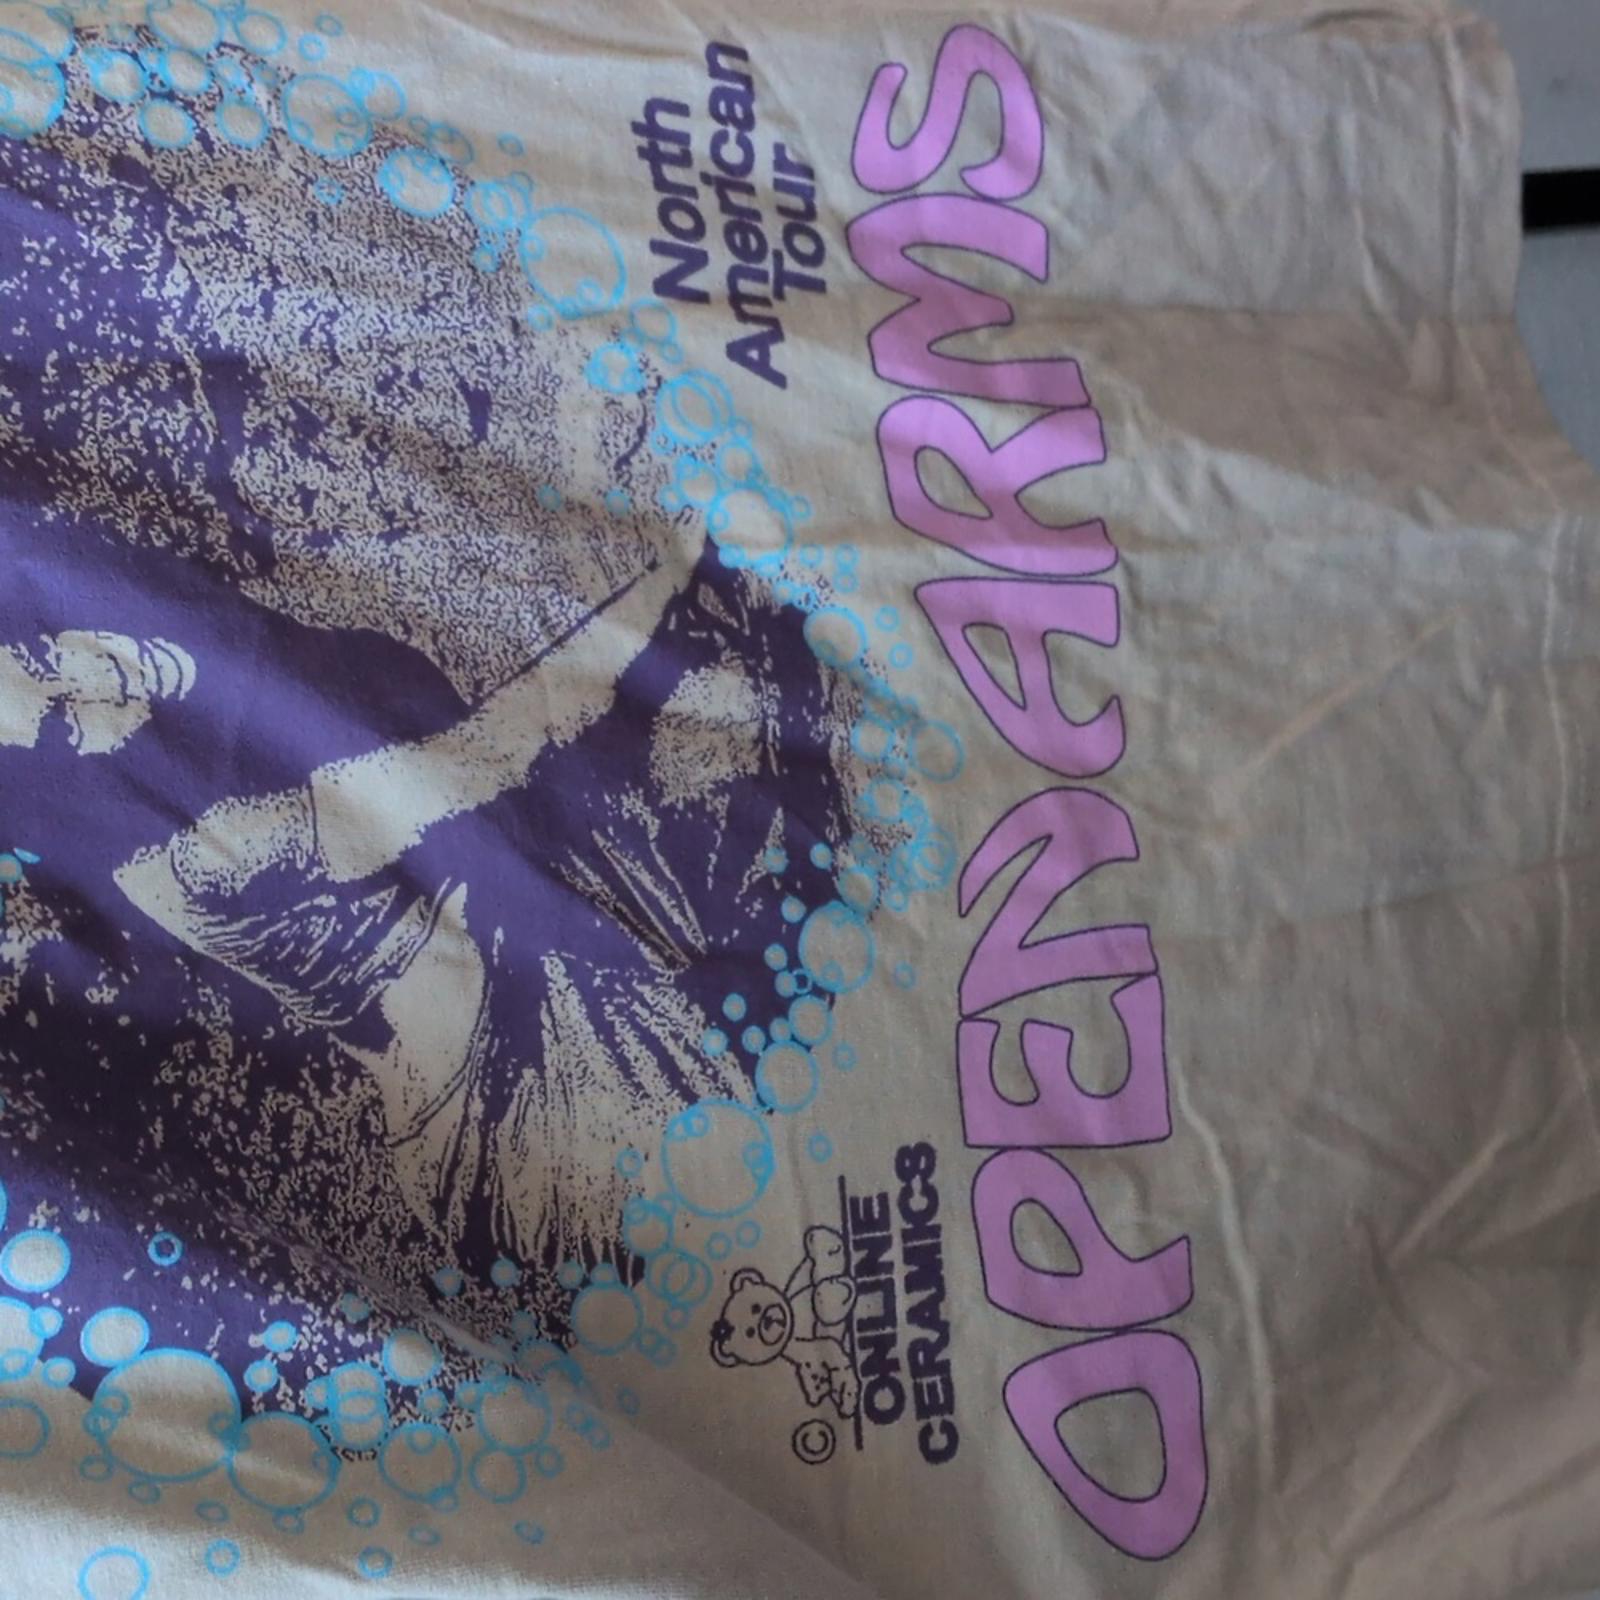 North
American
Tour
©
ONLINE
CERAMICS
OPEN ARMS